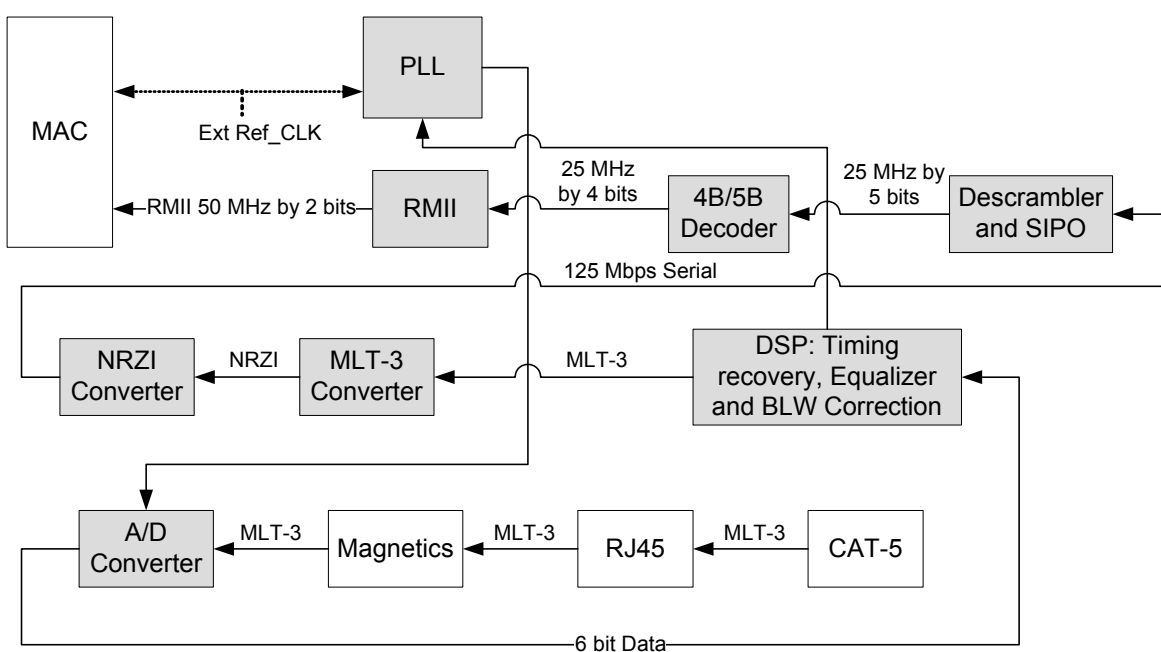 MAC
Ext Ref_CLK
PLL
RMII 50 MHz by 2 bits
RMII
25 MHz
by 4 bits
4B/5B
Decoder
25 MHz by
5 bits
Descrambler
and SIPO
125 Mbps Serial
NRZI
Converter
NRZI
MLT-3
Converter
MLT-3
DSP: Timing
recovery, Equalizer
and BLW Correction
A/D
Converter
MLT-3
Magnetics
MLT-3
RJ45
MLT-3
CAT-5
6 bit Data